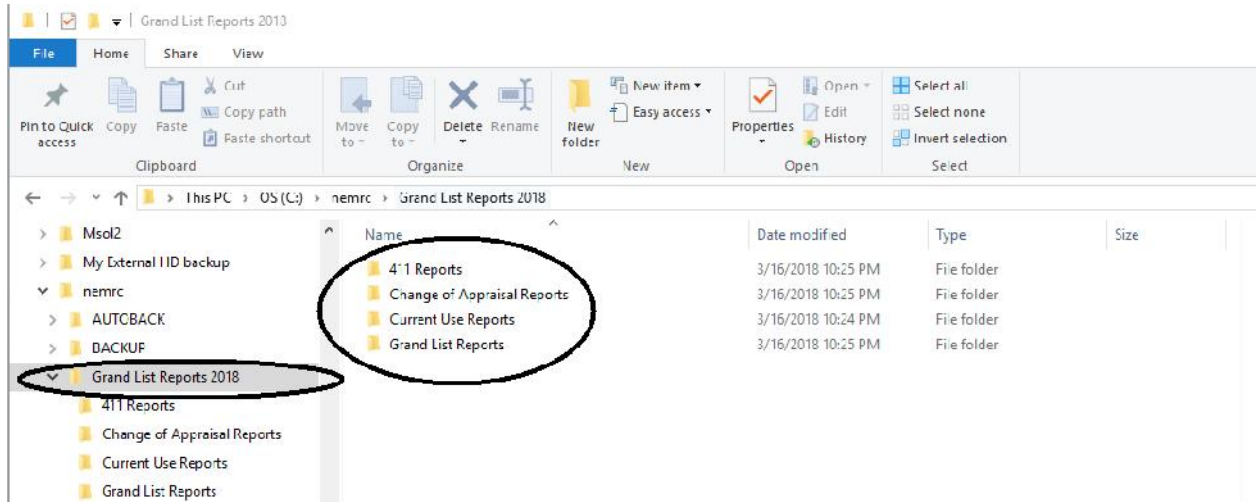 Grand List Reports 2018
File Home Share View
Pin to Quick access
Copy
Paste
Cut
Copy path
Paste shortcut
Clipboard
Move to
Copy to
Delete
Rename
Organize
New folder
New item
Easy access
New
Properties
Open
Edit
History
Open
Select all
Select none
Invert selection
Select
This PC > OS (C:) > nemrc > Grand List Reports 2018
Msol2
My External HD backup
nemrc
AUTOBACK
BACKUP
Grand List Reports 2018
411 Reports
Change of Appraisal Reports
Current Use Reports
Grand List Reports
Name Date modified Type Size
411 Reports 3/16/2018 10:25 PM File folder
Change of Appraisal Reports 3/16/2018 10:25 PM File folder
Current Use Reports 3/16/2018 10:24 PM File folder
Grand List Reports 3/16/2018 10:25 PM File folder